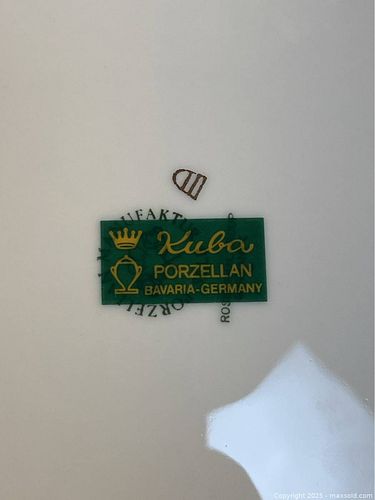 Kuba
PORZELLAN
BAVARIA-GERMANY
Copyright 2025 - maxsold.com